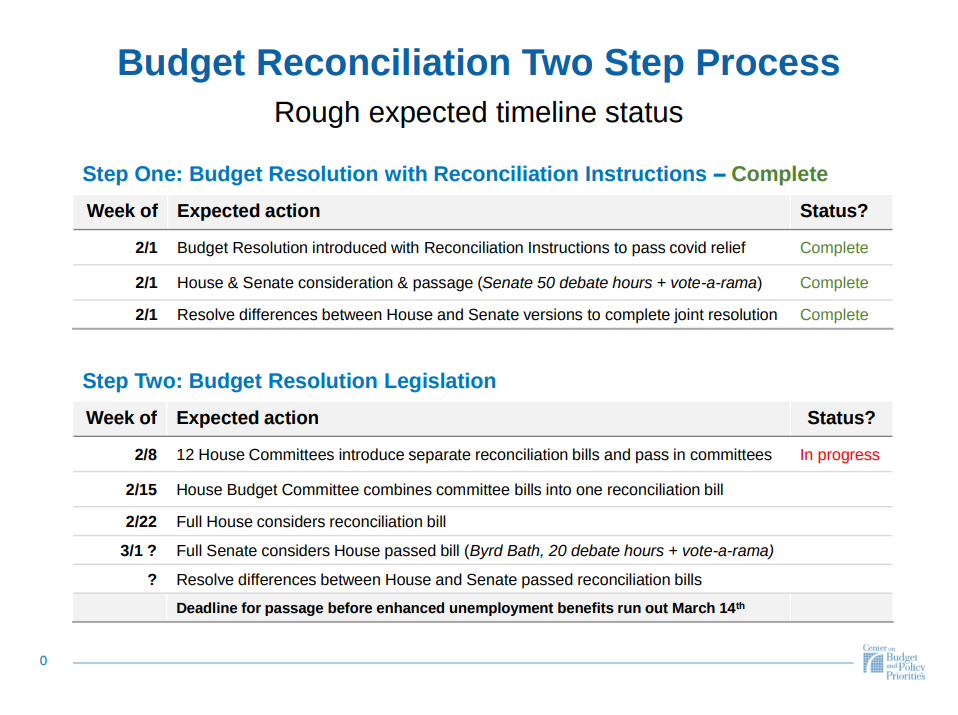 Budget Reconciliation Two Step Process
Rough expected timeline status
Step One: Budget Resolution with Reconciliation Instructions – Complete
Week of Expected action Status?
2/1 Budget Resolution introduced with Reconciliation Instructions to pass covid relief Complete
2/1 House & Senate consideration & passage (Senate 50 debate hours + vote-a-rama) Complete
2/1 Resolve differences between House and Senate versions to complete joint resolution Complete
Step Two: Budget Resolution Legislation
Week of Expected action Status?
2/8 12 House Committees introduce separate reconciliation bills and pass in committees In progress
2/15 House Budget Committee combines committee bills into one reconciliation bill
2/22 Full House considers reconciliation bill
3/1 ? Full Senate considers House passed bill (Byrd Bath, 20 debate hours + vote-a-rama)
? Resolve differences between House and Senate passed reconciliation bills
Deadline for passage before enhanced unemployment benefits run out March 14th
0
Center on
Budget
and Policy
Priorities